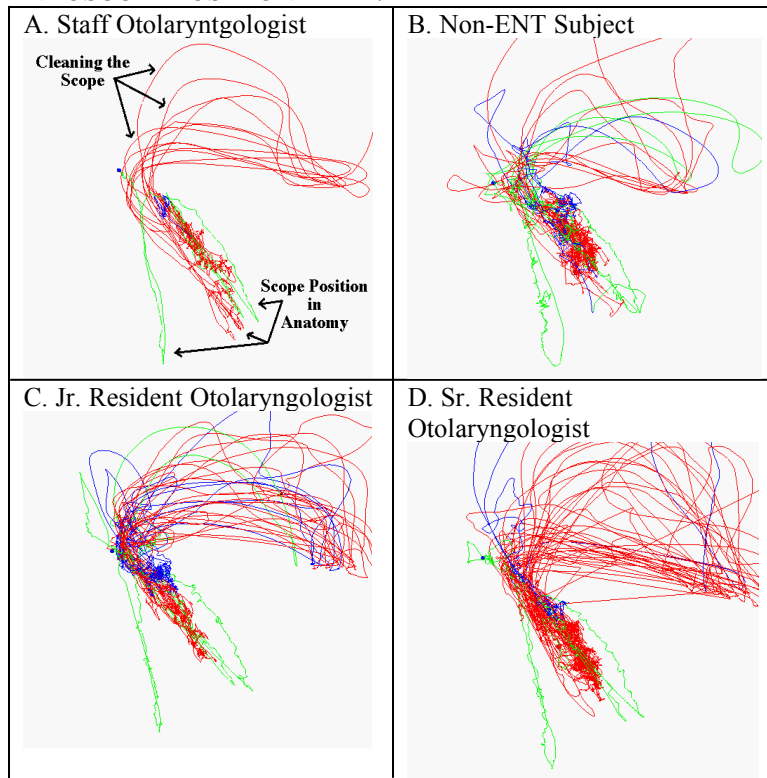 A. Staff Otolaryntgologist
Cleaning the
Scope
Scope Position
in
Anatomy
B. Non-ENT Subject
C. Jr. Resident Otolaryngologist
D. Sr. Resident
Otolaryngologist